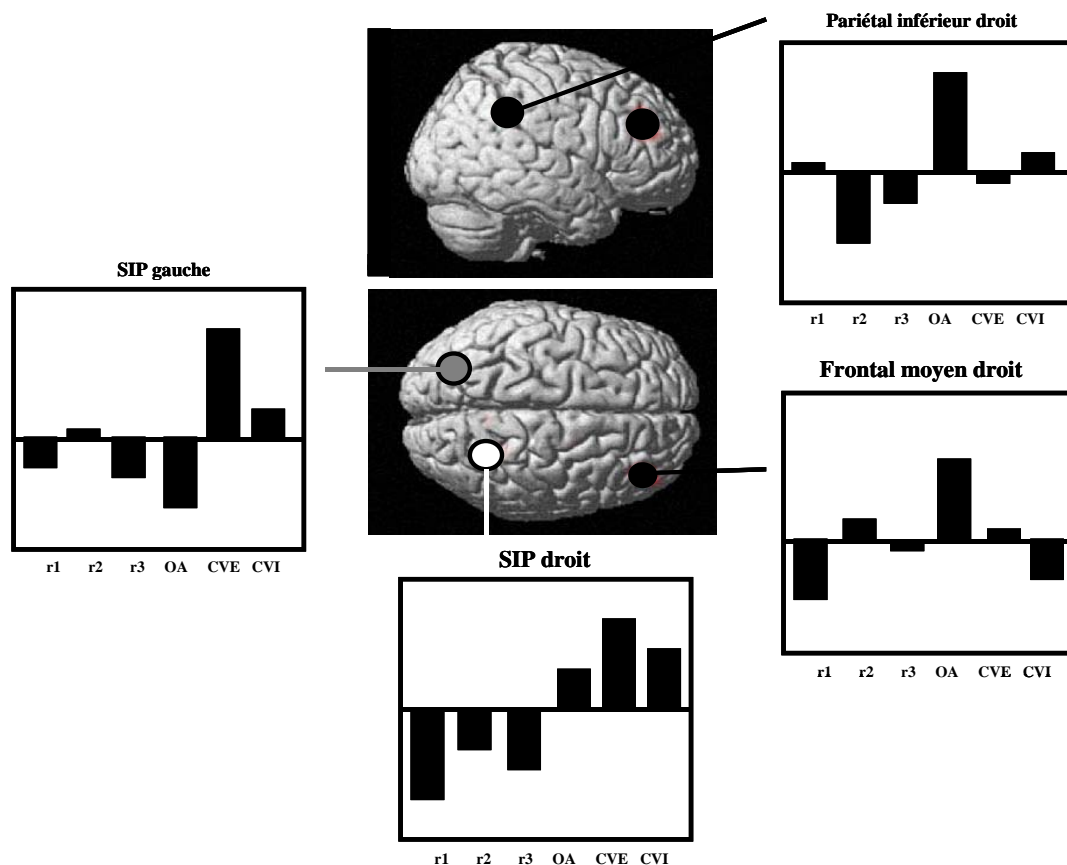 Pariétal inférieur droit
r1 r2 r3 OA CVE CVI
SIP gauche
r1 r2 r3 OA CVE CVI
Frontal moyen droit
r1 r2 r3 OA CVE CVI
SIP droit
r1 r2 r3 OA CVE CVI